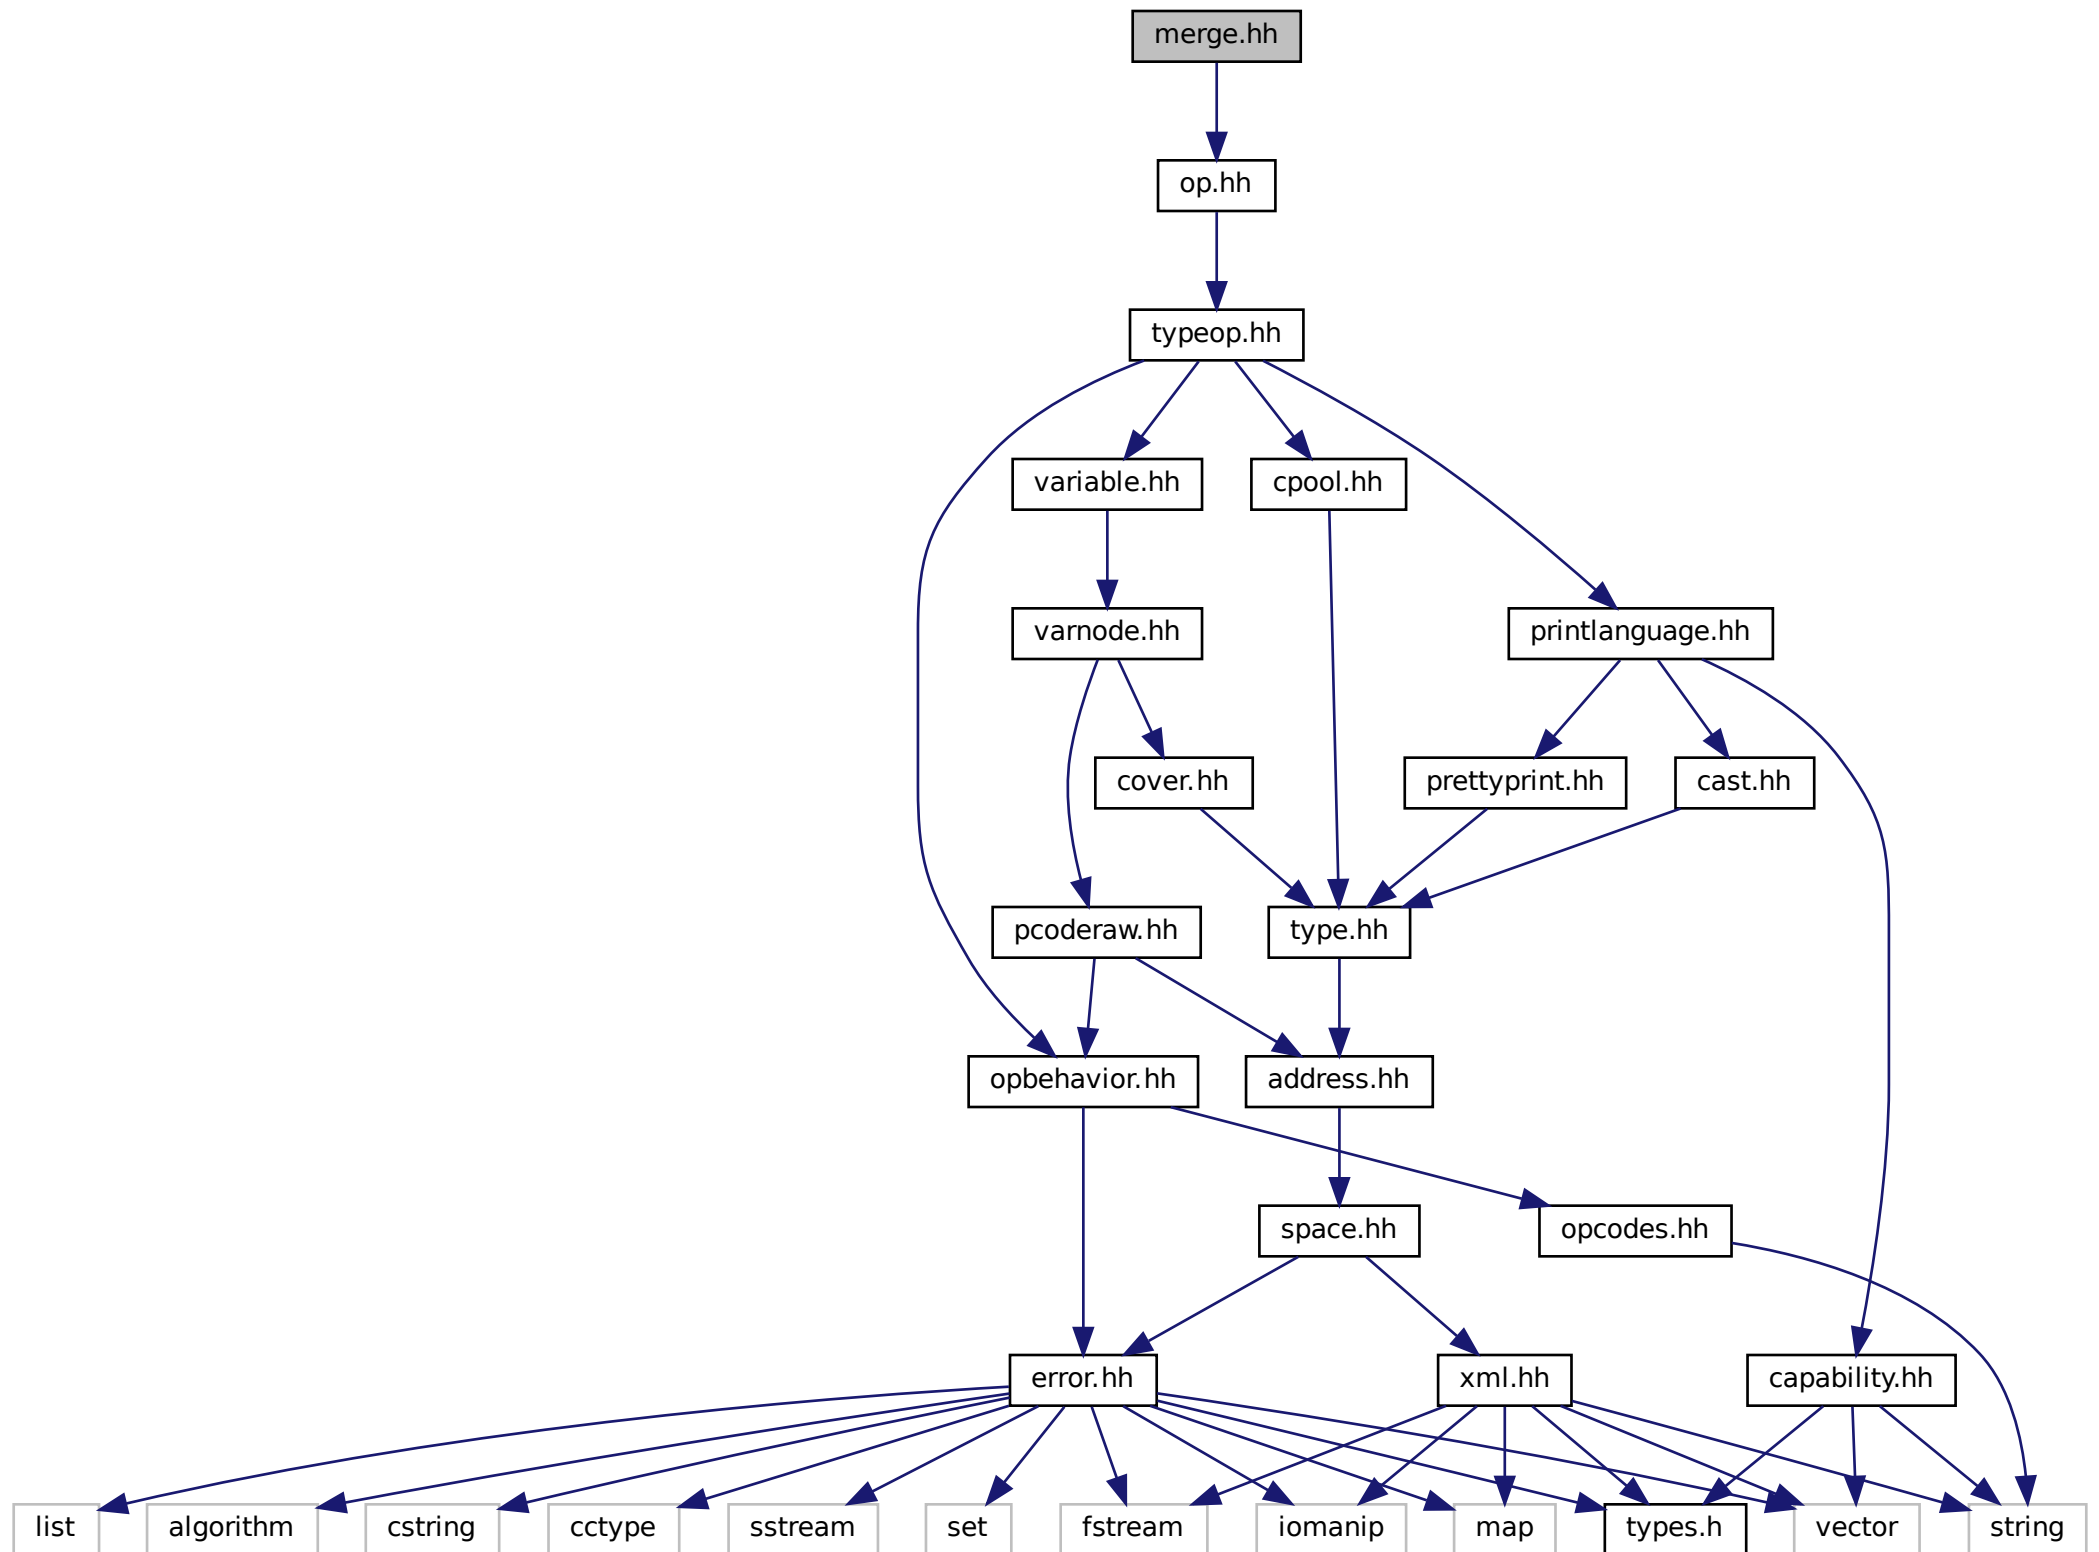 merge.hh
op.hh
typeop.hh
variable.hh
cpool.hh
varnode.hh
printlanguage.hh
cover.hh
prettyprint.hh
cast.hh
pcoderaw.hh
type.hh
opbehavior.hh
address.hh
space.hh
opcodes.hh
error.hh
xml.hh
capability.hh
list
algorithm
cstring
cctype
sstream
set
fstream
iomanip
map
types.h
vector
string